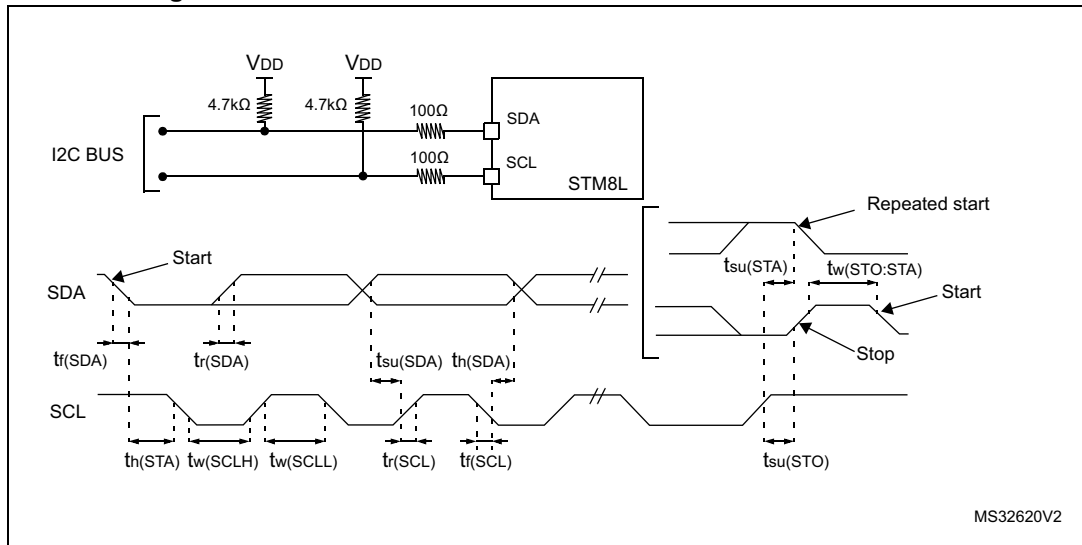 VDD VDD
4.7kΩ 4.7kΩ 100Ω
SDA
I2C BUS
100Ω
SCL
STM8L
Repeated start
Start
tsu(STA) tw(STO:STA)
SDA
Start
Stop
tf(SDA) tr(SDA) tsu(SDA) th(SDA)
SCL
th(STA) tw(SCLH) tw(SCLL) tr(SCL) tf(SCL) tsu(STO)
MS32620V2